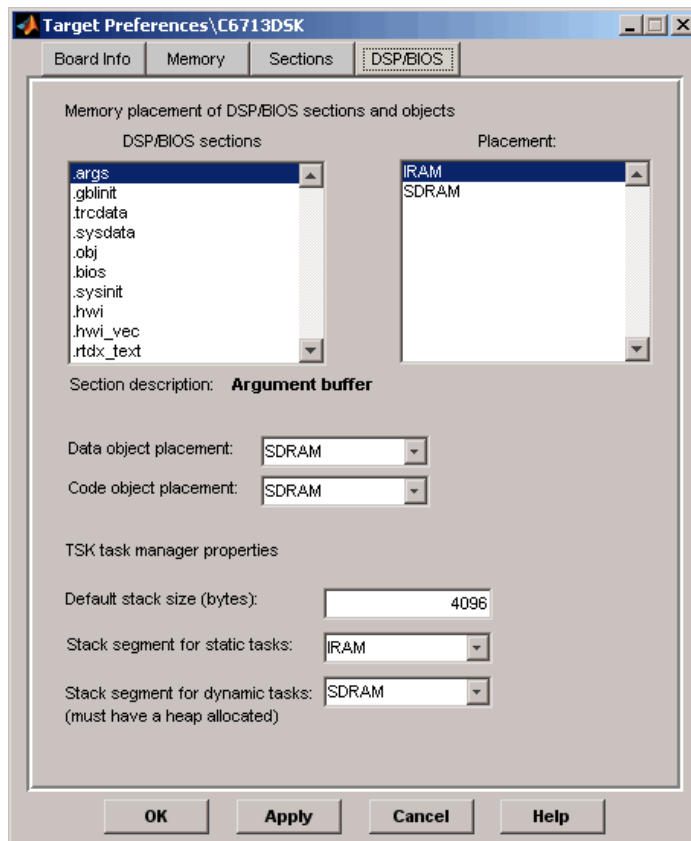 Target Preferences\C6713DSK
Board Info Memory Sections DSP/BIOS
Memory placement of DSP/BIOS sections and objects
DSP/BIOS sections Placement:
.args
.gblinit
.trcdata
.sysdata
.obj
.bios
.sysinit
.hwi
.hwi_vec
.rtdx_text
IRAM
SDRAM
Section description: Argument buffer
Data object placement: SDRAM
Code object placement: SDRAM
TSK task manager properties
Default stack size (bytes): 4096
Stack segment for static tasks: IRAM
Stack segment for dynamic tasks: SDRAM
(must have a heap allocated)
OK Apply Cancel Help